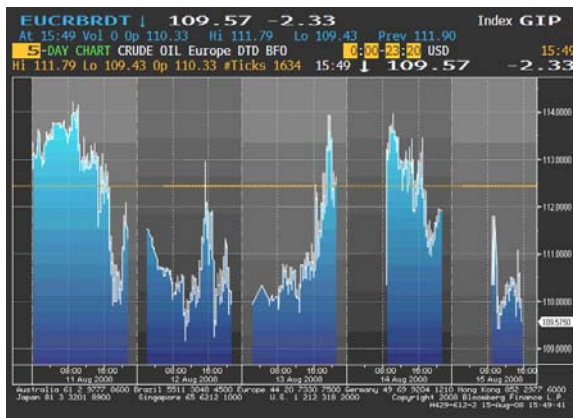 EUCRBRDT ↓ 109.57 -2.33 Index GIP
At 15:49 Vol 0 Op 110.33 Hi 111.79 Lo 109.43 Prev 111.90
5-DAY CHART CRUDE OIL Europe DTD BFO 0:00-23:20 USD 15:49
Hi 111.79 Lo 109.43 Op 110.33 #Ticks 1634 15:49 ↓ 109.57 -2.33
114.0000
113.0000
112.0000
111.0000
110.0000
109.5750
109.0000
08:00 16:00 08:00 16:00 08:00 16:00 08:00 16:00 08:00 16:00
11 Aug 2008 12 Aug 2008 13 Aug 2008 14 Aug 2008 15 Aug 2008
Australia 61 2 9777 8600 Brazil 5511 3048 4500 Europe 44 20 7330 7500 Germany 49 69 9204 1210 Hong Kong 852 2977 6000
Japan 81 3 3201 8900 Singapore 65 6212 1000 U.S. 1 212 318 2000 Copyright 2008 Bloomberg Finance L.P.
H429-612-2 15-Aug-08 15:49:41